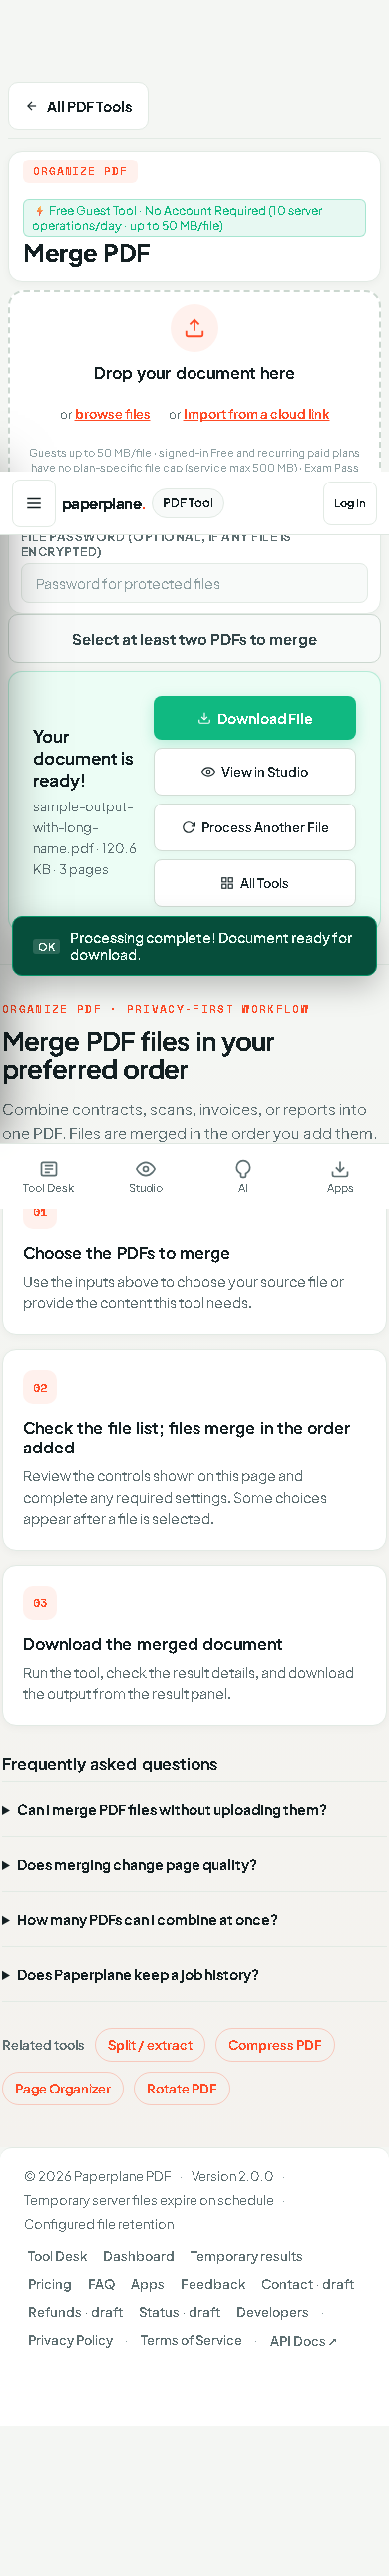 ← All PDF Tools
ORGANIZE PDF
Free Guest Tool · No Account Required (10 server
operations/day · up to 50 MB/file)
Merge PDF
Drop your document here
or browse files or Import from a cloud link
Guests up to 50 MB/file · signed-in Free and recurring paid plans
have no plan-specific file cap (service max 500 MB) · Exam Pass
paperplane. PDF Tool Log In
FILE PASSWORD (OPTIONAL, IF ANY FILE IS
ENCRYPTED)
Password for protected files
Select at least two PDFs to merge
Your
document is
ready!
sample-output-
with-long-
name.pdf · 120.6
KB · 3 pages
Download File
View in Studio
Process Another File
All Tools
OK Processing complete! Document ready for
download.
ORGANIZE PDF · PRIVACY-FIRST WORKFLOW
Merge PDF files in your
preferred order
Combine contracts, scans, invoices, or reports into
one PDF. Files are merged in the order you add them.
Tool Desk Studio AI Apps
01
Choose the PDFs to merge
Use the inputs above to choose your source file or
provide the content this tool needs.
02
Check the file list; files merge in the order
added
Review the controls shown on this page and
complete any required settings. Some choices
appear after a file is selected.
03
Download the merged document
Run the tool, check the result details, and download
the output from the result panel.
Frequently asked questions
Can I merge PDF files without uploading them?
Does merging change page quality?
How many PDFs can I combine at once?
Does Paperplane keep a job history?
Related tools Split / extract Compress PDF
Page Organizer Rotate PDF
© 2026 Paperplane PDF · Version 2.0.0 ·
Temporary server files expire on schedule ·
Configured file retention
Tool Desk Dashboard Temporary results
Pricing FAQ Apps Feedback Contact · draft
Refunds · draft Status · draft Developers ·
Privacy Policy · Terms of Service · API Docs ↗